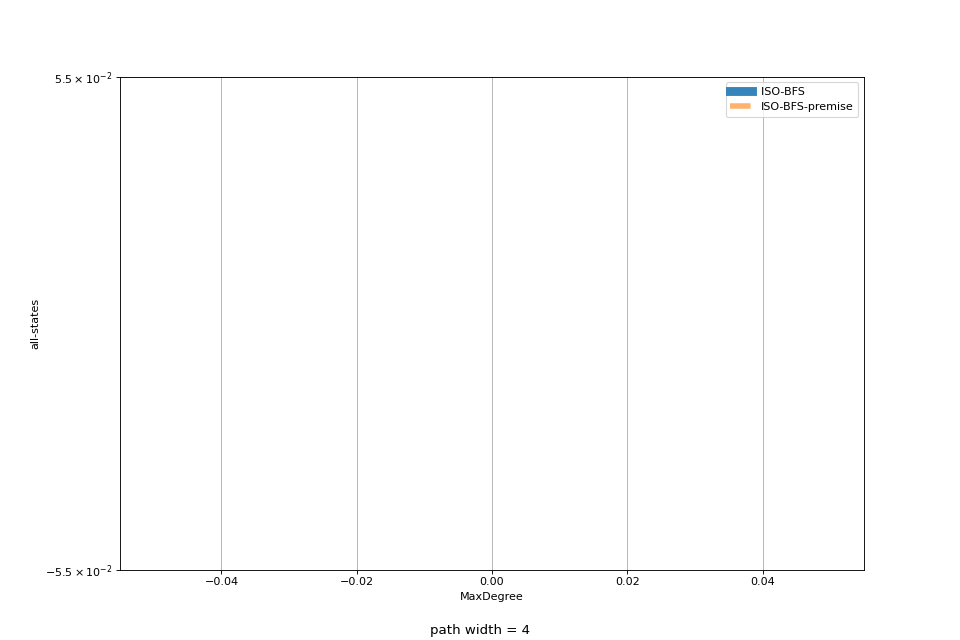 5.5 × 10⁻²
ISO-BFS
ISO-BFS-premise
all-states
−5.5 × 10⁻²
−0.04 −0.02 0.00 0.02 0.04
MaxDegree
path width = 4